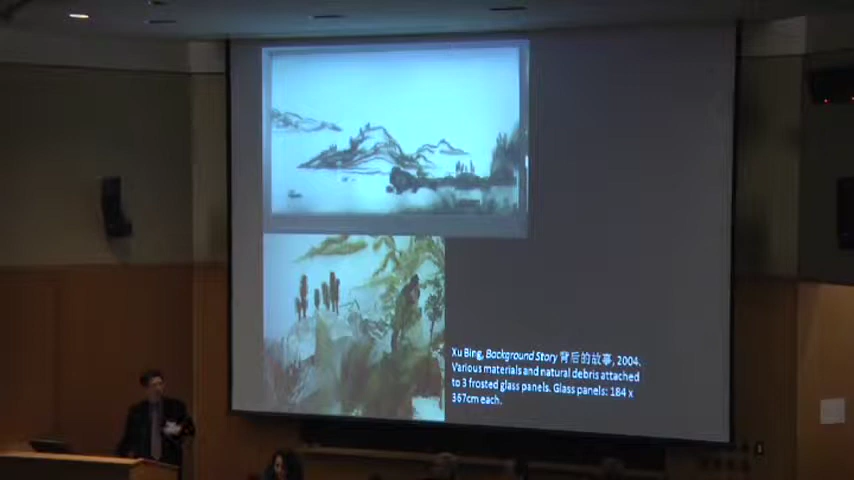 Xu Bing, Background Story 背后的故事, 2004.
Various materials and natural debris attached
to 3 frosted glass panels. Glass panels: 184 x
367cm each.